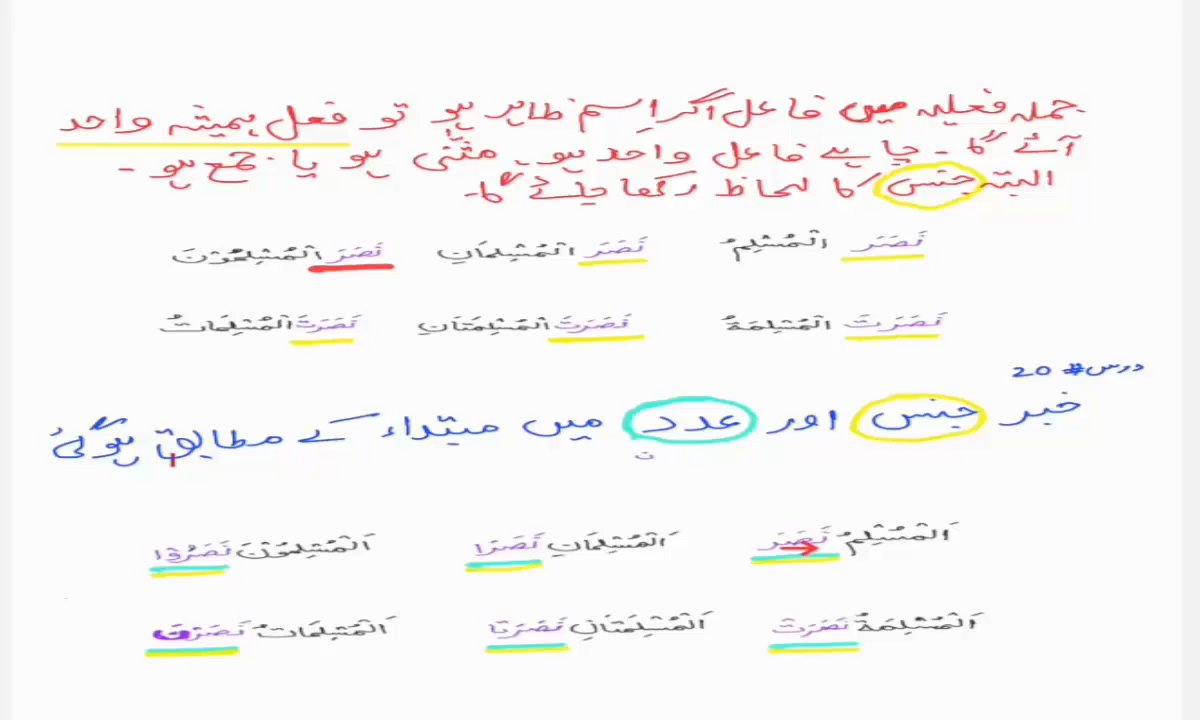 جملہ فعلیہ میں فاعل اگر اِسم ظاہر ہو تو فعل ہمیشہ واحد
آئے گا ۔ چاہے فاعل واحد ہو، مثنّٰی ہو یا جمع ہو ۔
البتہ جنس کا لحاظ رکھا جائے گا۔
نَصَرَ الْمُسْلِمُ نَصَرَ الْمُسْلِمَانِ نَصَرَ الْمُسْلِمُوْنَ
نَصَرَتَ الْمُسْلِمَةُ نَصَرَتَ الْمُسْلِمَتَانِ نَصَرَتَ الْمُسْلِمَاتُ
درس# 20
خبر جنس اور عدد میں مبتداء کے مطابق ہوگی
ن
اَلْمُسْلِمُ نَصَرَ اَلْمُسْلِمَانِ نَصَرَا اَلْمُسْلِمُوْنَ نَصَرُوْا
اَلْمُسْلِمَةُ نَصَرَتْ اَلْمُسْلِمَتَانِ نَصَرَتَا اَلْمُسْلِمَاتُ نَصَرْنَ